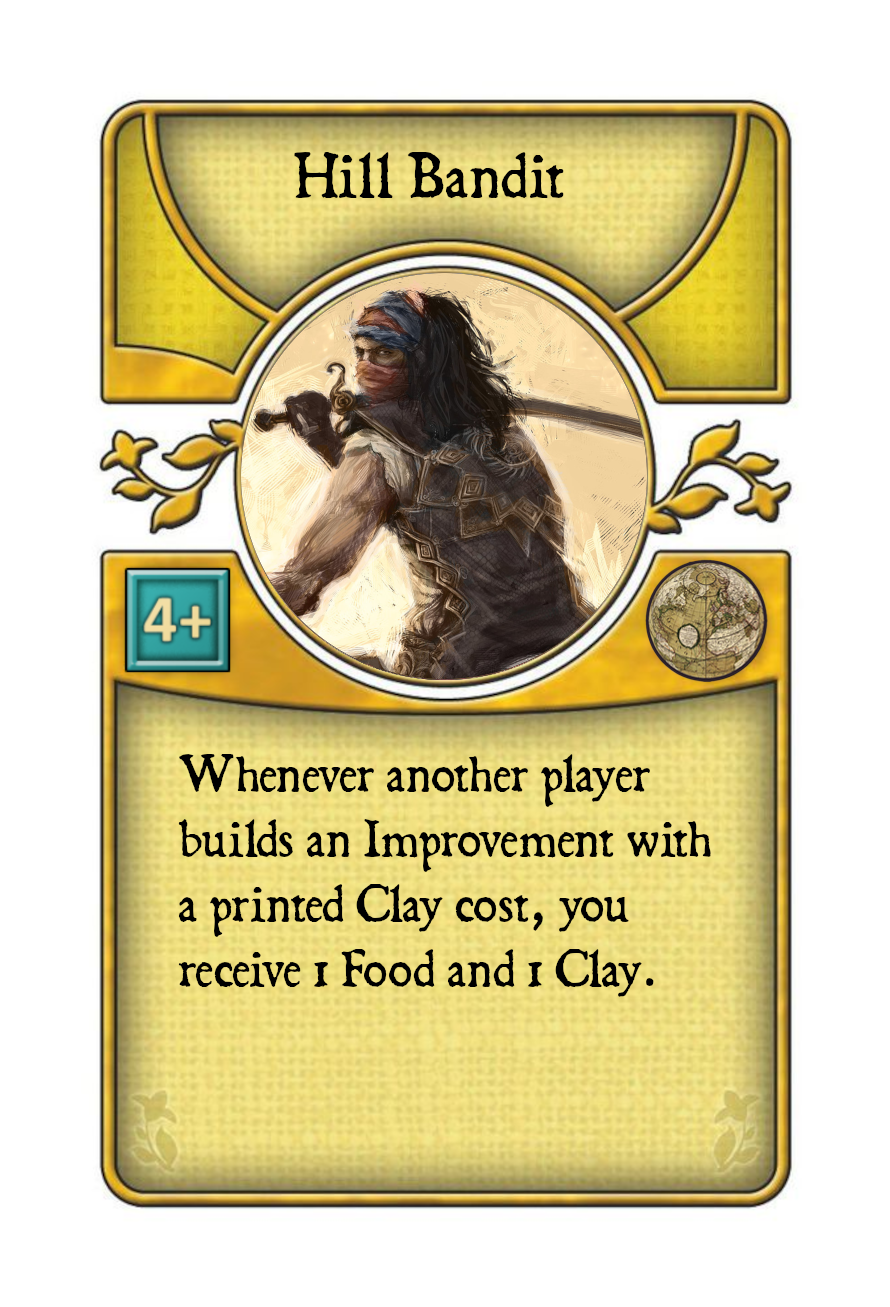 Hill Bandit
4+
Whenever another player
builds an Improvement with
a printed Clay cost, you
receive 1 Food and 1 Clay.